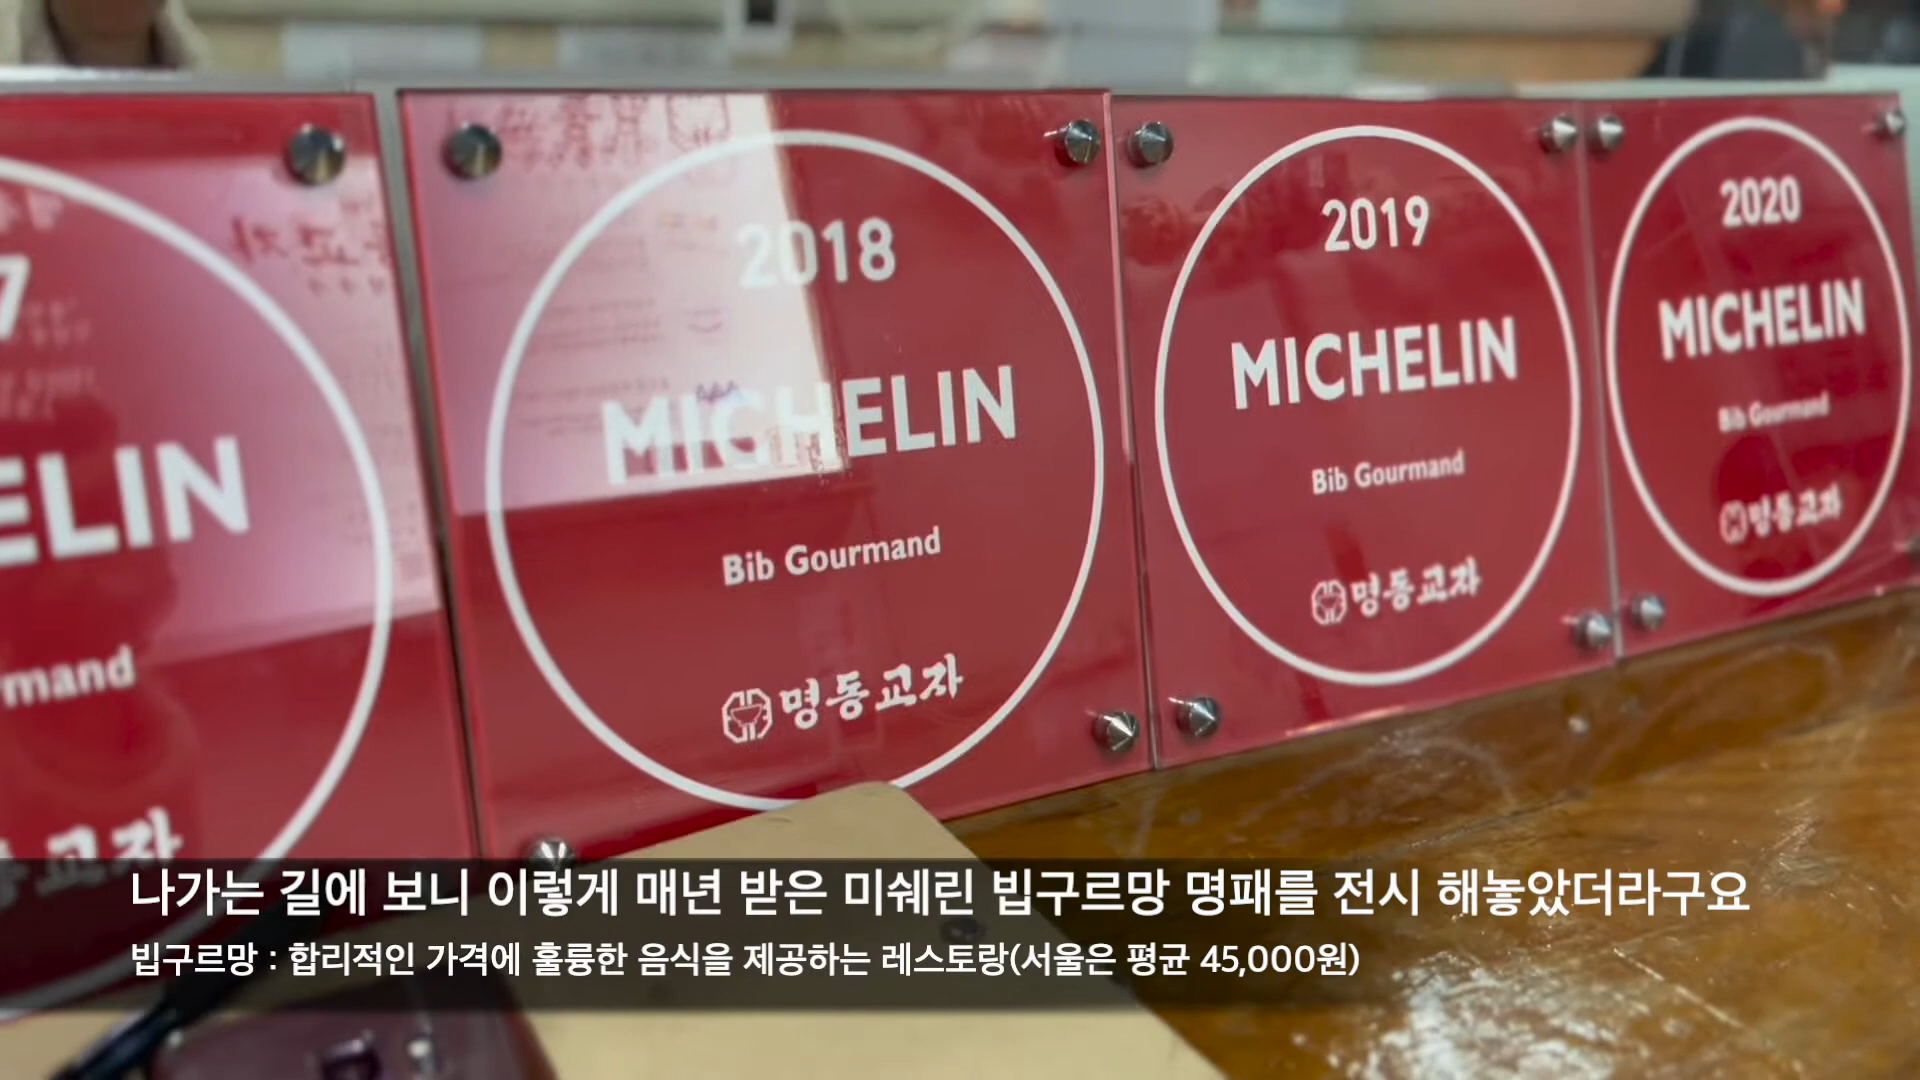 7
ELIN
mand
교자
2018
MICHELIN
Bib Gourmand
명동교자
2019
MICHELIN
Bib Gourmand
명동교자
2020
MICHELIN
Bib Gourmand
명동교자
나가는 길에 보니 이렇게 매년 받은 미쉐린 빕구르망 명패를 전시 해놓았더라구요
빕구르망 : 합리적인 가격에 훌륭한 음식을 제공하는 레스토랑(서울은 평균 45,000원)